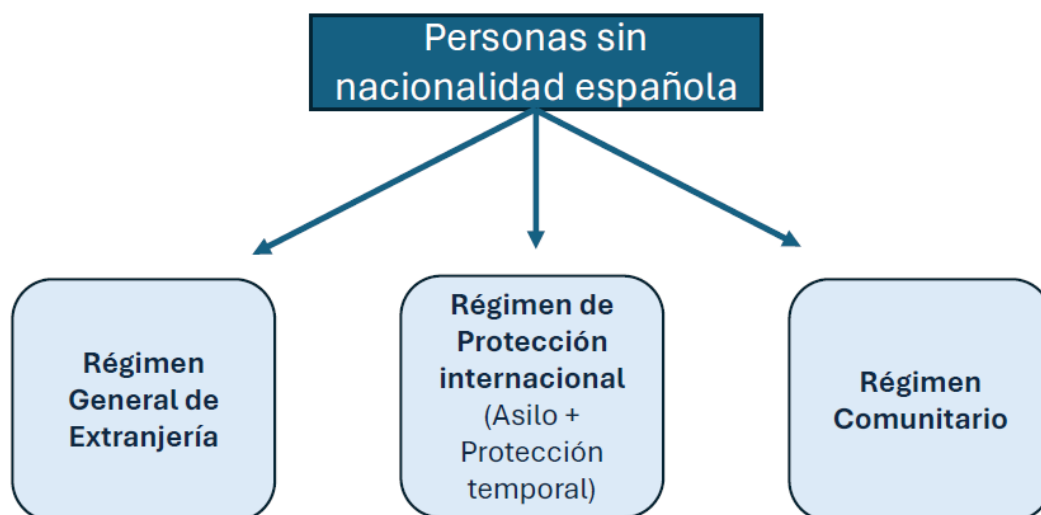 Personas sin
nacionalidad española
Régimen
General de
Extranjería
Régimen de
Protección
internacional
(Asilo +
Protección
temporal)
Régimen
Comunitario